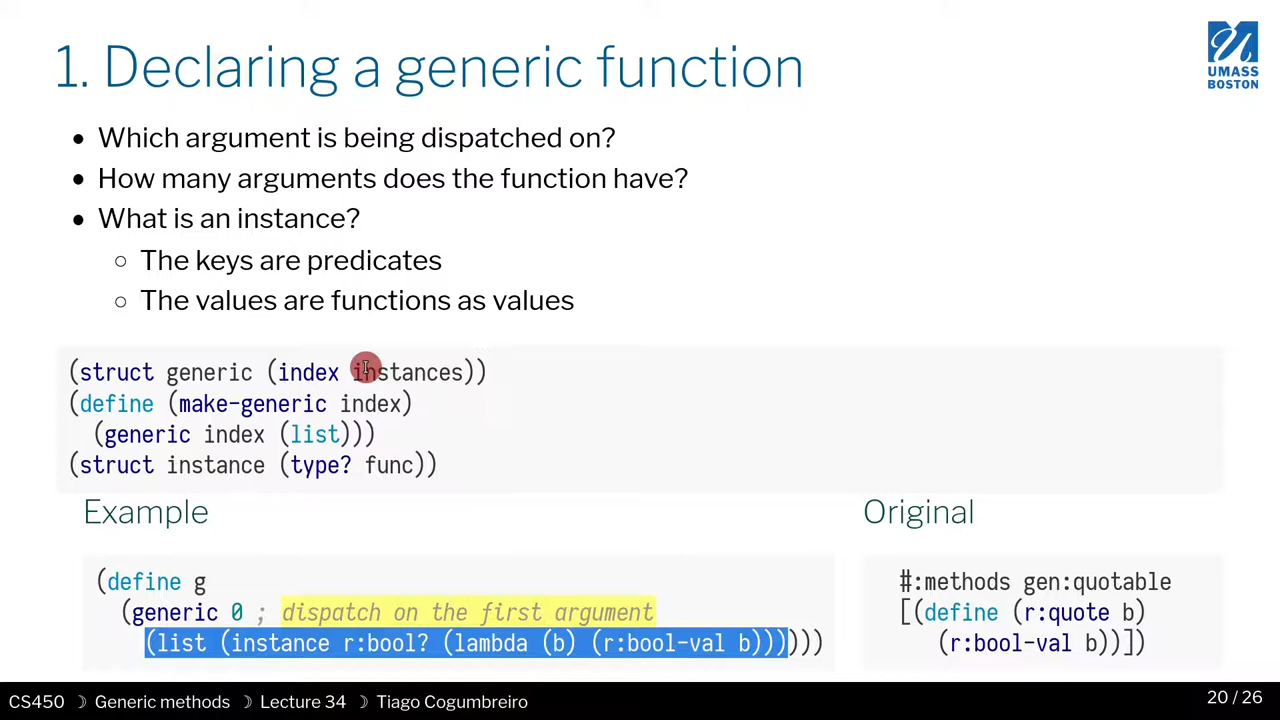 1. Declaring a generic function
UMASS
BOSTON
• Which argument is being dispatched on?
• How many arguments does the function have?
• What is an instance?
○ The keys are predicates
○ The values are functions as values
(struct generic (index instances))
(define (make-generic index)
(generic index (list)))
(struct instance (type? func))
Example
(define g
(generic 0 ; dispatch on the first argument
(list (instance r:bool? (lambda (b) (r:bool-val b))))))
Original
#:methods gen:quotable
[(define (r:quote b)
(r:bool-val b))])
CS450 ☽ Generic methods ☽ Lecture 34 ☽ Tiago Cogumbreiro
20 / 26